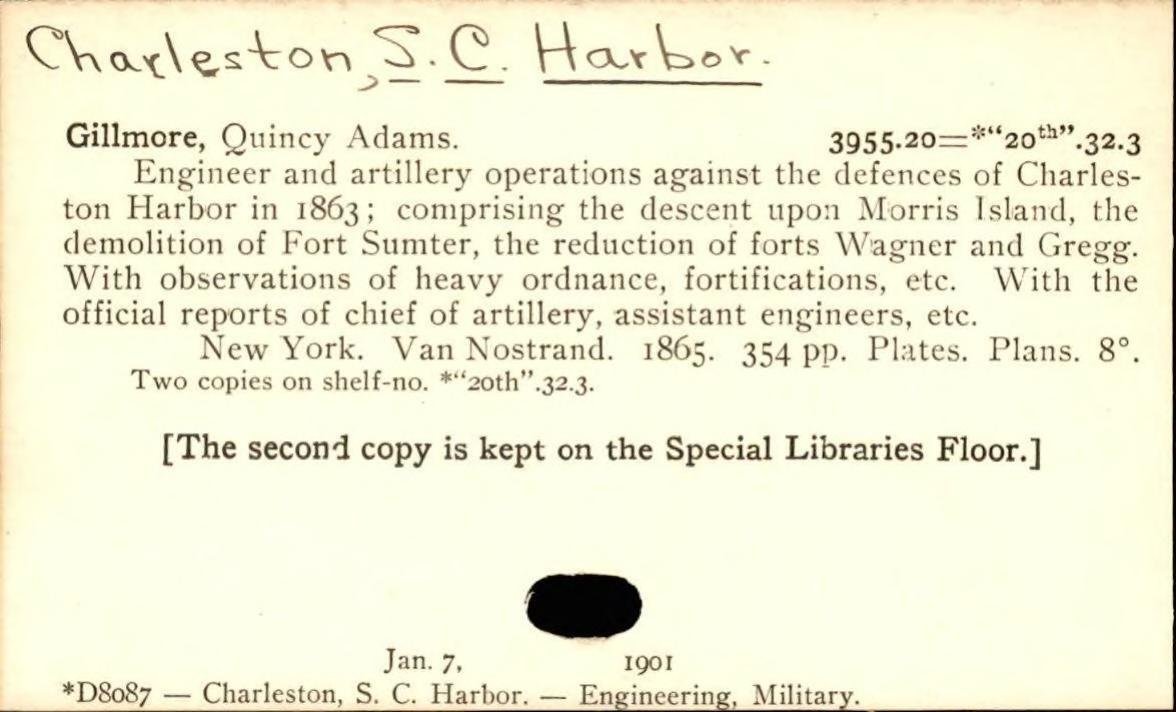 Charleston, S. C. Harbor.
Gillmore, Quincy Adams. 3955.20=*“20th”.32.3
Engineer and artillery operations against the defences of Charles-
ton Harbor in 1863; comprising the descent upon Morris Island, the
demolition of Fort Sumter, the reduction of forts Wagner and Gregg.
With observations of heavy ordnance, fortifications, etc. With the
official reports of chief of artillery, assistant engineers, etc.
New York. Van Nostrand. 1865. 354 pp. Plates. Plans. 8°.
Two copies on shelf-no. *“20th”.32.3.
[The second copy is kept on the Special Libraries Floor.]
Jan. 7, 1901
*D8087 — Charleston, S. C. Harbor. — Engineering, Military.